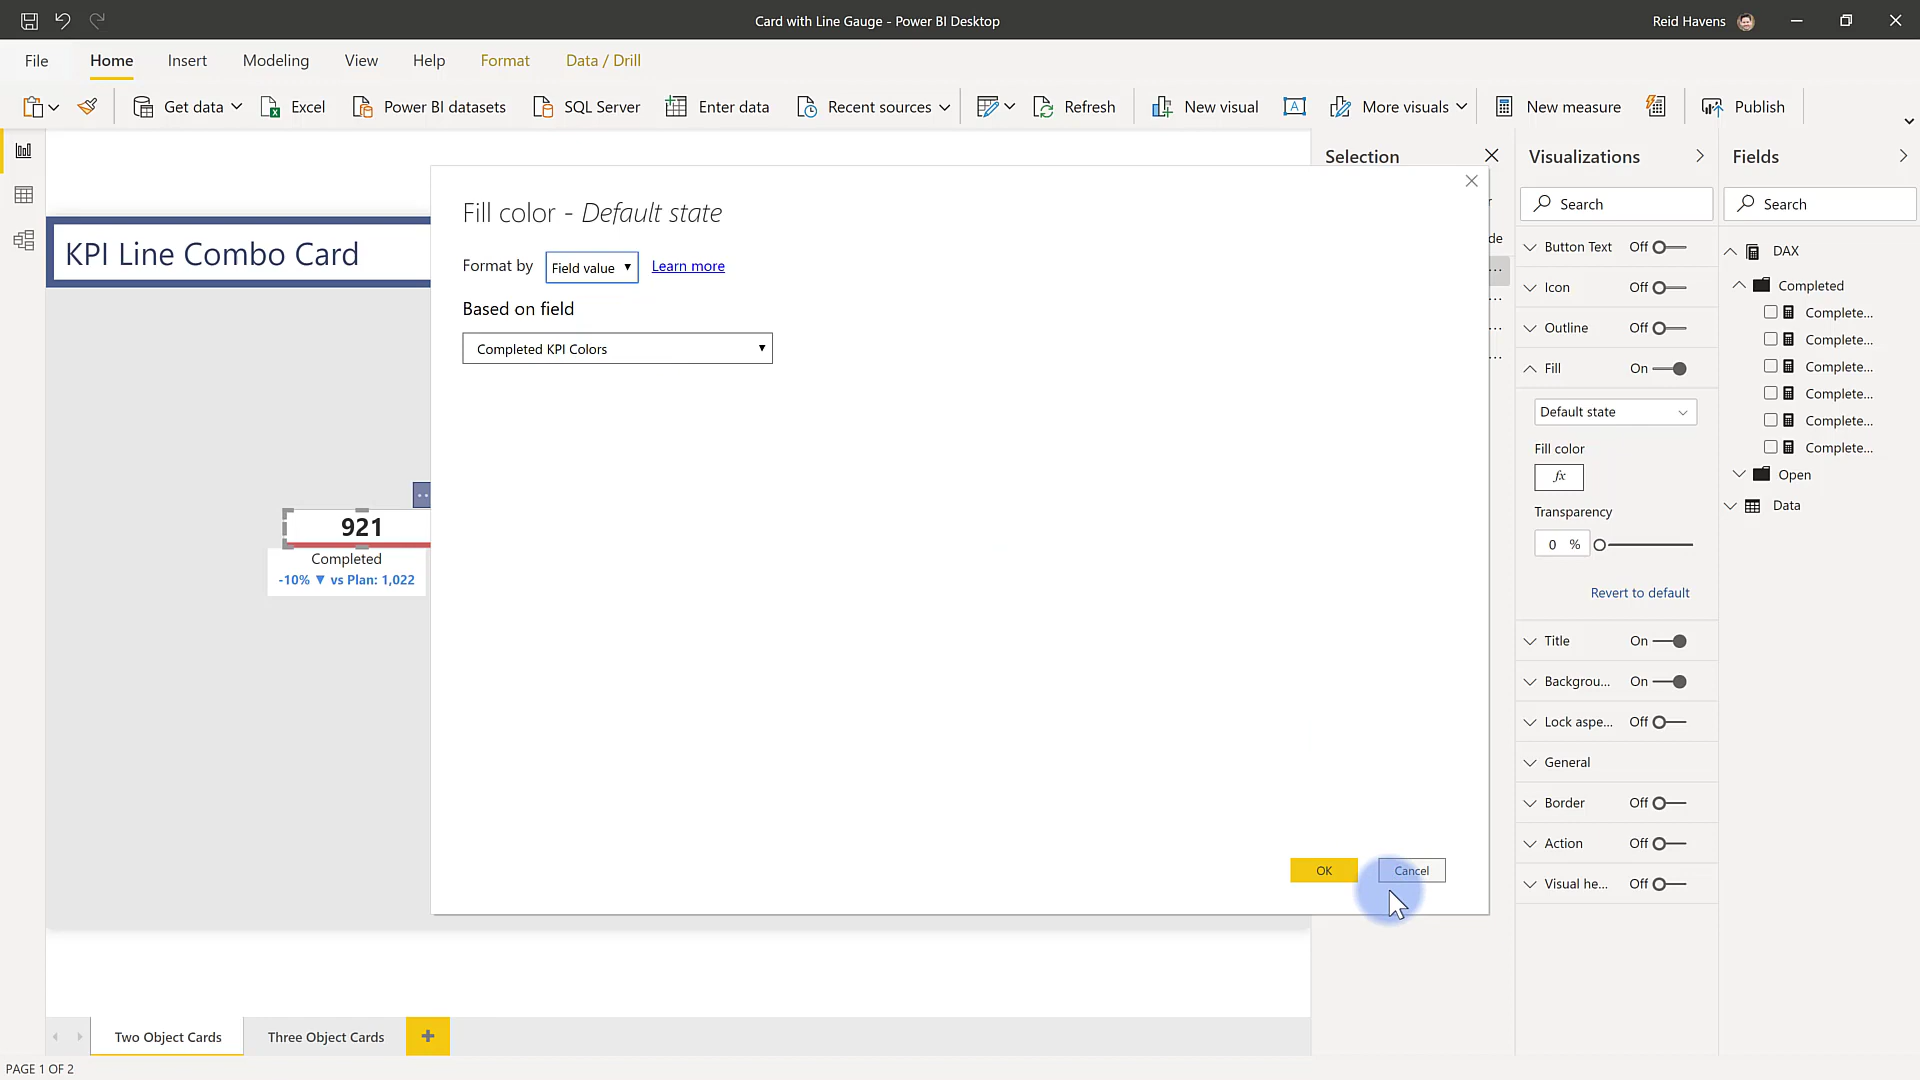 Card with Line Gauge - Power BI Desktop
Reid Havens
File
Home
Insert
Modeling
View
Help
Format
Data / Drill
Get data
Excel
Power BI datasets
SQL Server
Enter data
Recent sources
Refresh
New visual
More visuals
New measure
Publish
Selection
Visualizations
Fields
Search
Search
KPI Line Combo Card
Fill color - Default state
Format by
Field value
Learn more
Based on field
Completed KPI Colors
OK
Cancel
de
921
Completed
-10% ▼ vs Plan: 1,022
Button Text Off
Icon Off
Outline Off
Fill On
Default state
Fill color
fx
Transparency
0 %
Revert to default
Title On
Backgrou... On
Lock aspe... Off
General
Border Off
Action Off
Visual he... Off
DAX
Completed
Complete...
Complete...
Complete...
Complete...
Complete...
Complete...
Open
Data
Two Object Cards
Three Object Cards
PAGE 1 OF 2